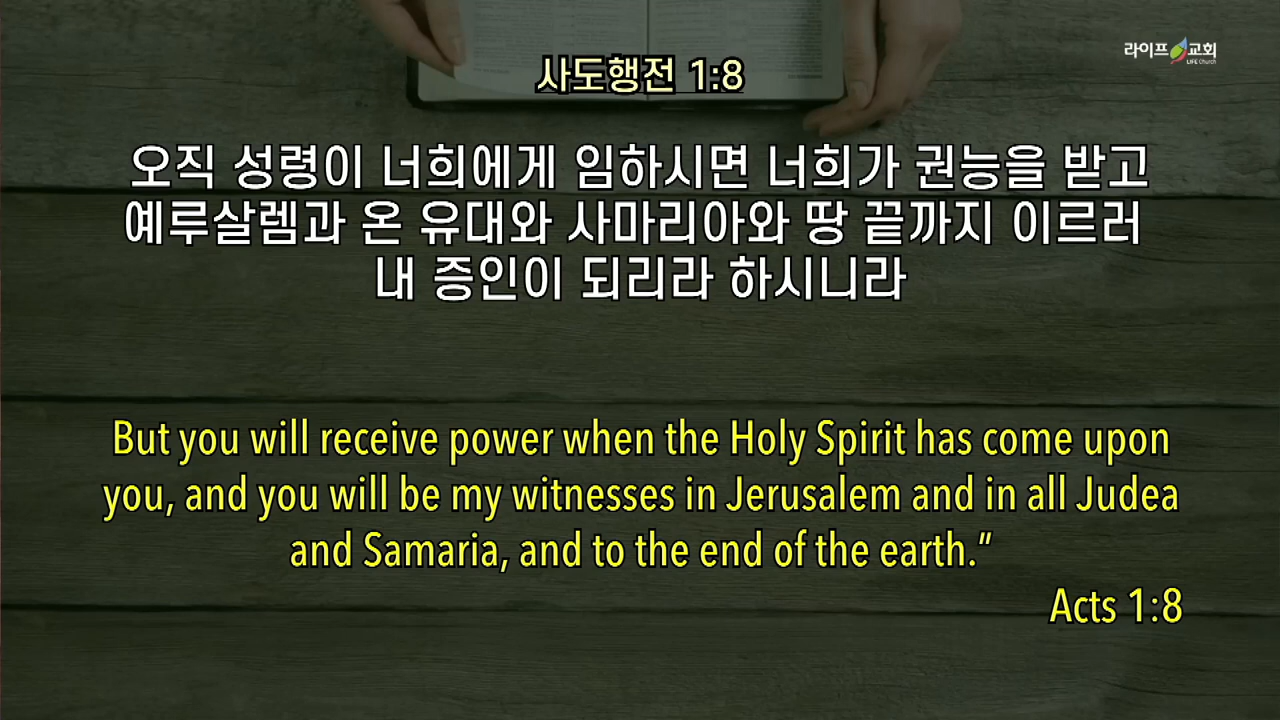 라이프교회
LIFE Church
사도행전 1:8
오직 성령이 너희에게 임하시면 너희가 권능을 받고
예루살렘과 온 유대와 사마리아와 땅 끝까지 이르러
내 증인이 되리라 하시니라
But you will receive power when the Holy Spirit has come upon
you, and you will be my witnesses in Jerusalem and in all Judea
and Samaria, and to the end of the earth.”
Acts 1:8